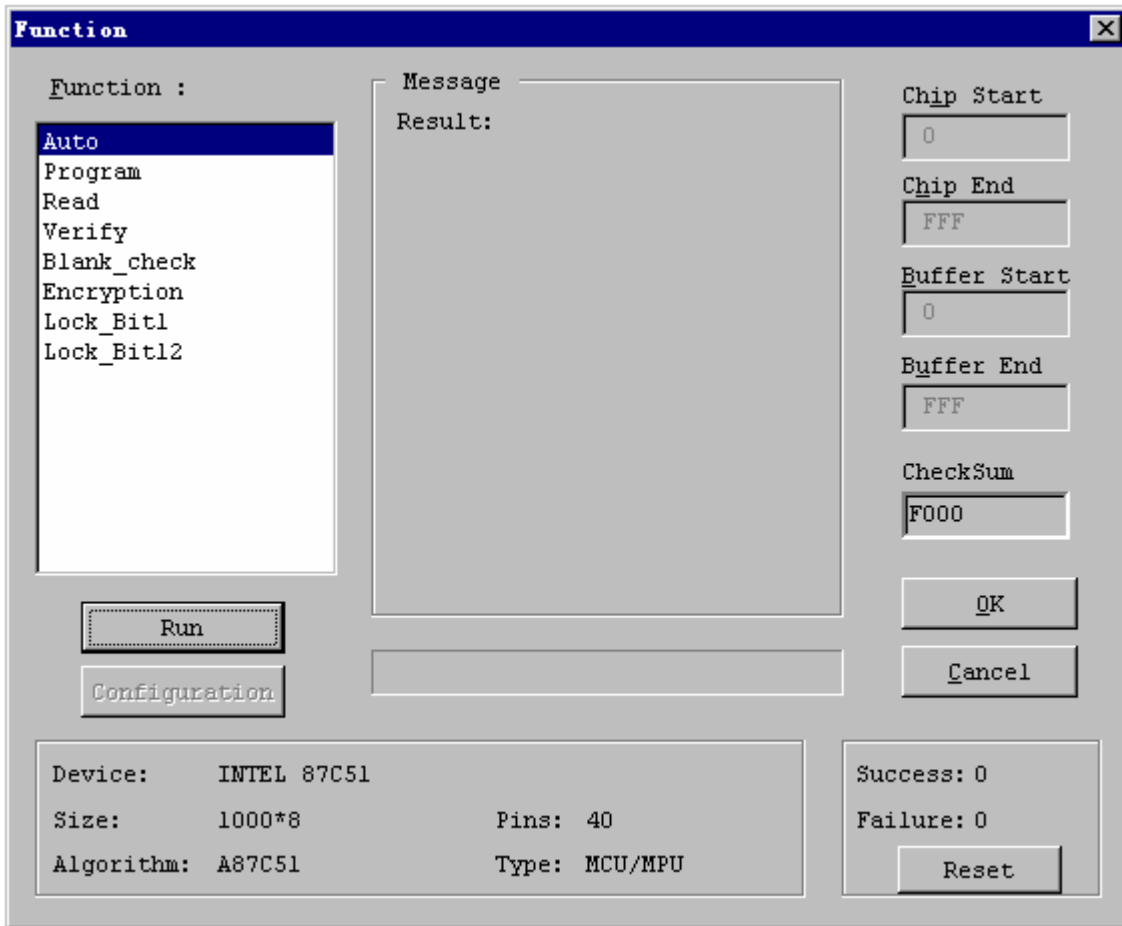 Function
Function :
Auto
Program
Read
Verify
Blank_check
Encryption
Lock_Bit1
Lock_Bit12
Run
Configuration
Message
Result:
Chip Start
0
Chip End
FFF
Buffer Start
0
Buffer End
FFF
CheckSum
F000
OK
Cancel
Device: INTEL 87C51
Size: 1000*8 Pins: 40
Algorithm: A87C51 Type: MCU/MPU
Success: 0
Failure: 0
Reset